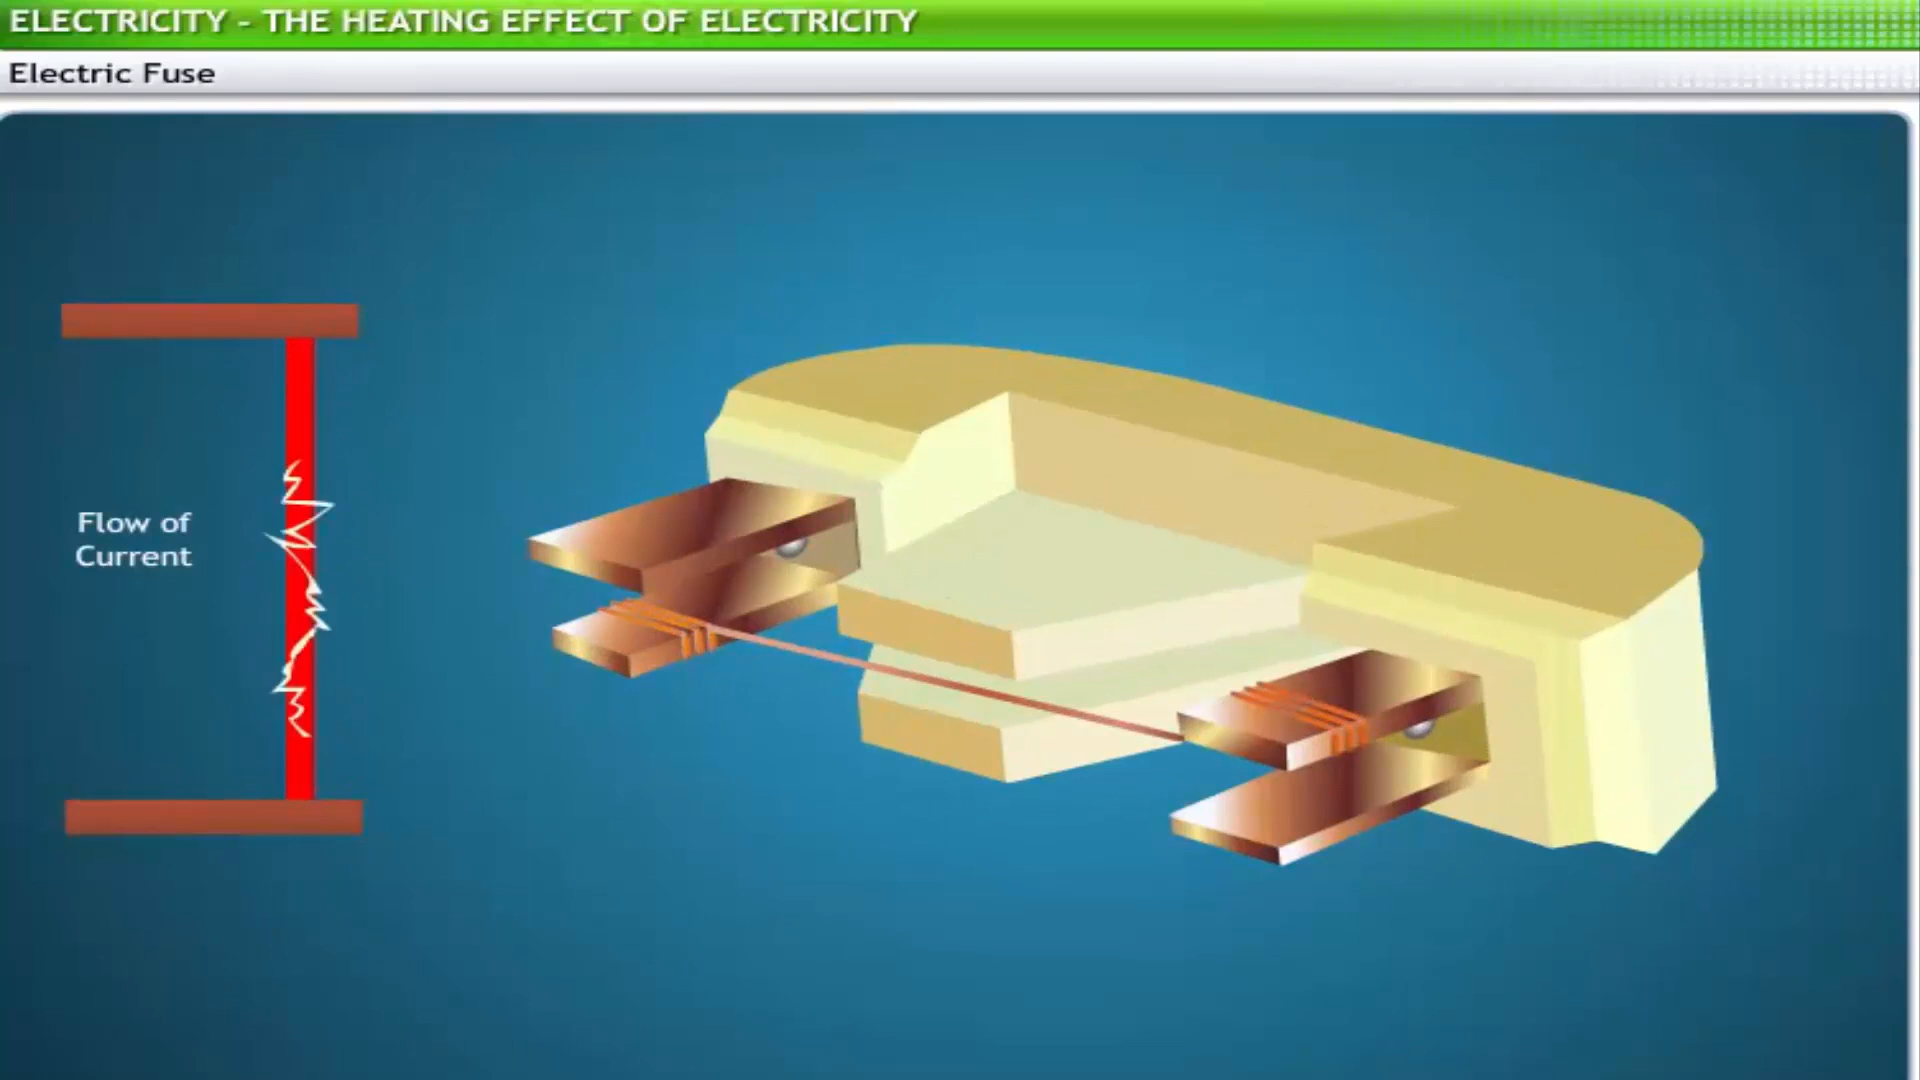 ELECTRICITY - THE HEATING EFFECT OF ELECTRICITY
Electric Fuse
Flow of
Current